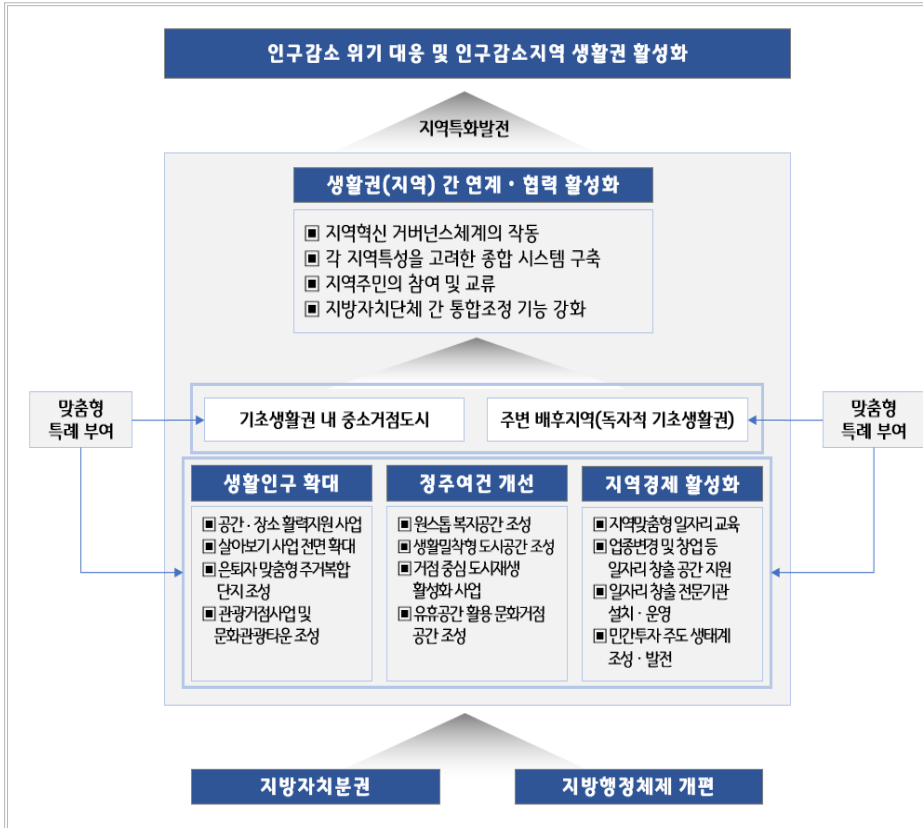 인구감소 위기 대응 및 인구감소지역 생활권 활성화
지역특화발전
생활권(지역) 간 연계·협력 활성화
▣ 지역혁신 거버넌스체계의 작동
▣ 각 지역특성을 고려한 종합 시스템 구축
▣ 지역주민의 참여 및 교류
▣ 지방자치단체 간 통합조정 기능 강화
맞춤형
특례 부여
기초생활권 내 중소거점도시
주변 배후지역(독자적 기초생활권)
맞춤형
특례 부여
생활인구 확대
▣ 공간·장소 활력지원 사업
▣ 살아보기 사업 전면 확대
▣ 은퇴자 맞춤형 주거복합
단지 조성
▣ 관광거점사업 및
문화관광타운 조성
정주여건 개선
▣ 원스톱 복지공간 조성
▣ 생활밀착형 도시공간 조성
▣ 거점 중심 도시재생
활성화 사업
▣ 유휴공간 활용 문화거점
공간 조성
지역경제 활성화
▣ 지역맞춤형 일자리 교육
▣ 업종변경 및 창업 등
일자리 창출 공간 지원
▣ 일자리 창출 전문기관
설치·운영
▣ 민간투자 주도 생태계
조성·발전
지방자치분권
지방행정체제 개편